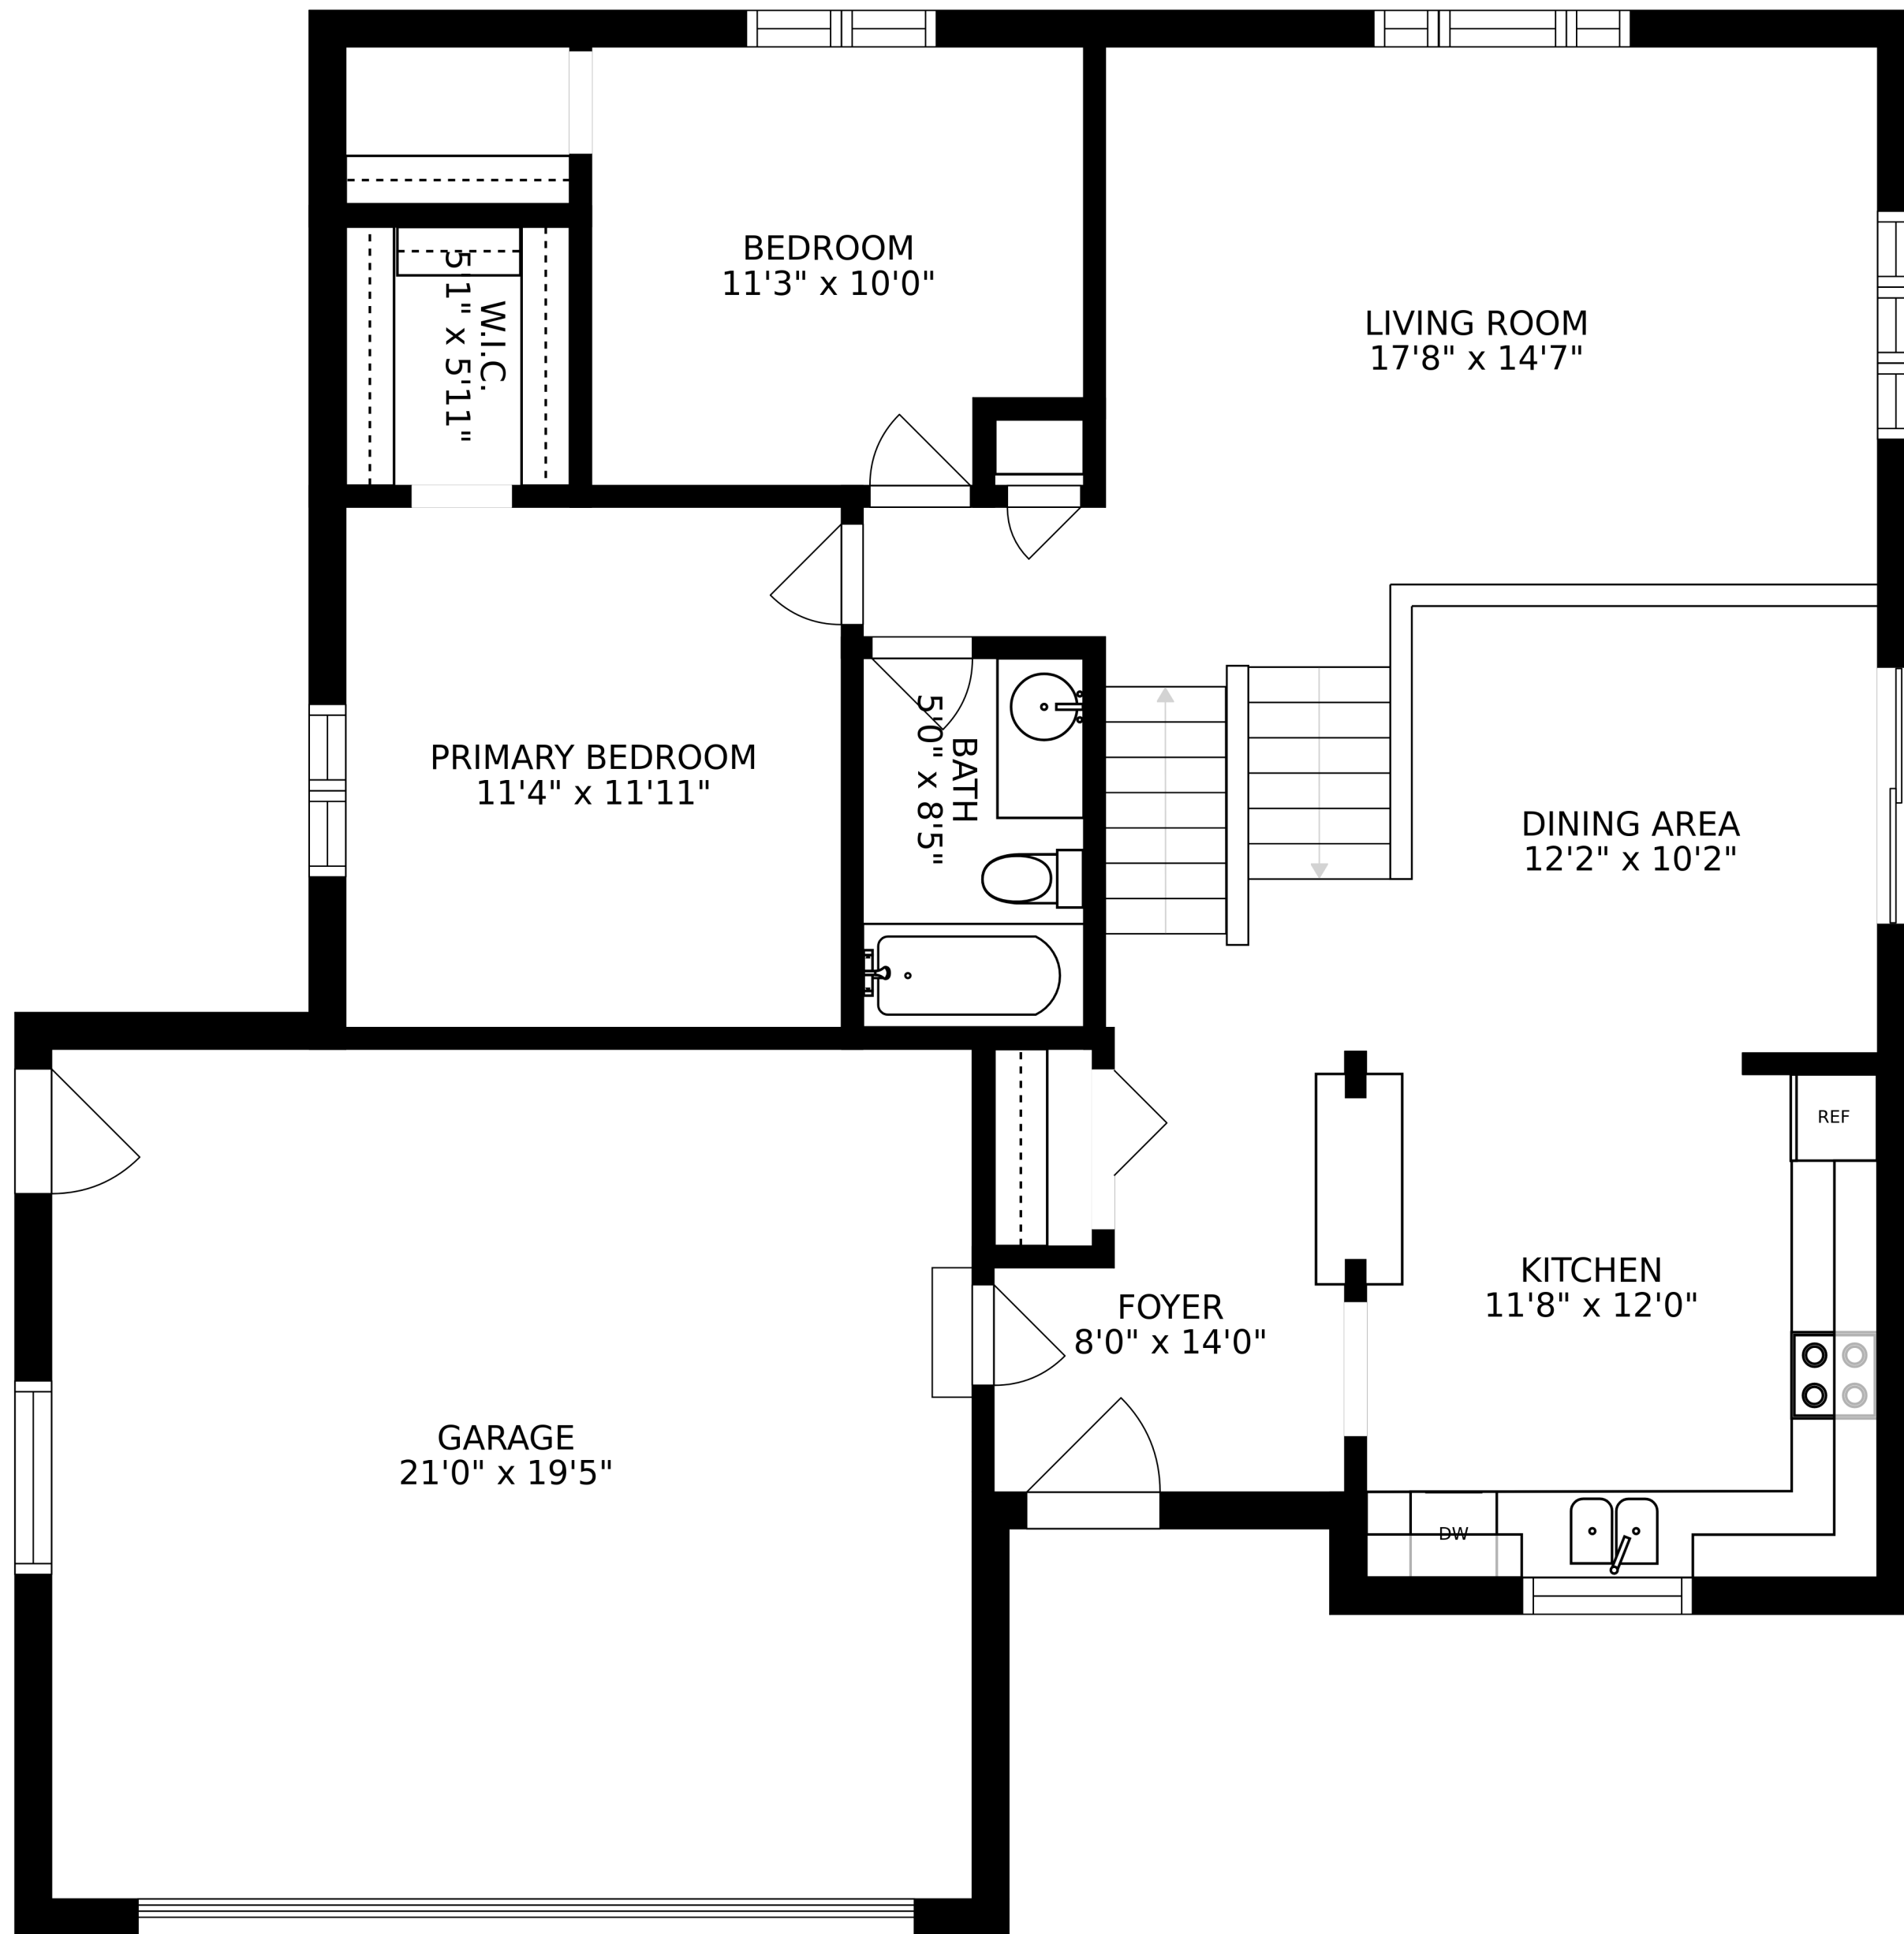 BEDROOM
11'3" x 10'0"
W.I.C.
5'1" x 5'11"
LIVING ROOM
17'8" x 14'7"
PRIMARY BEDROOM
11'4" x 11'11"
BATH
5'0" x 8'5"
DINING AREA
12'2" x 10'2"
REF
KITCHEN
11'8" x 12'0"
FOYER
8'0" x 14'0"
GARAGE
21'0" x 19'5"
DW